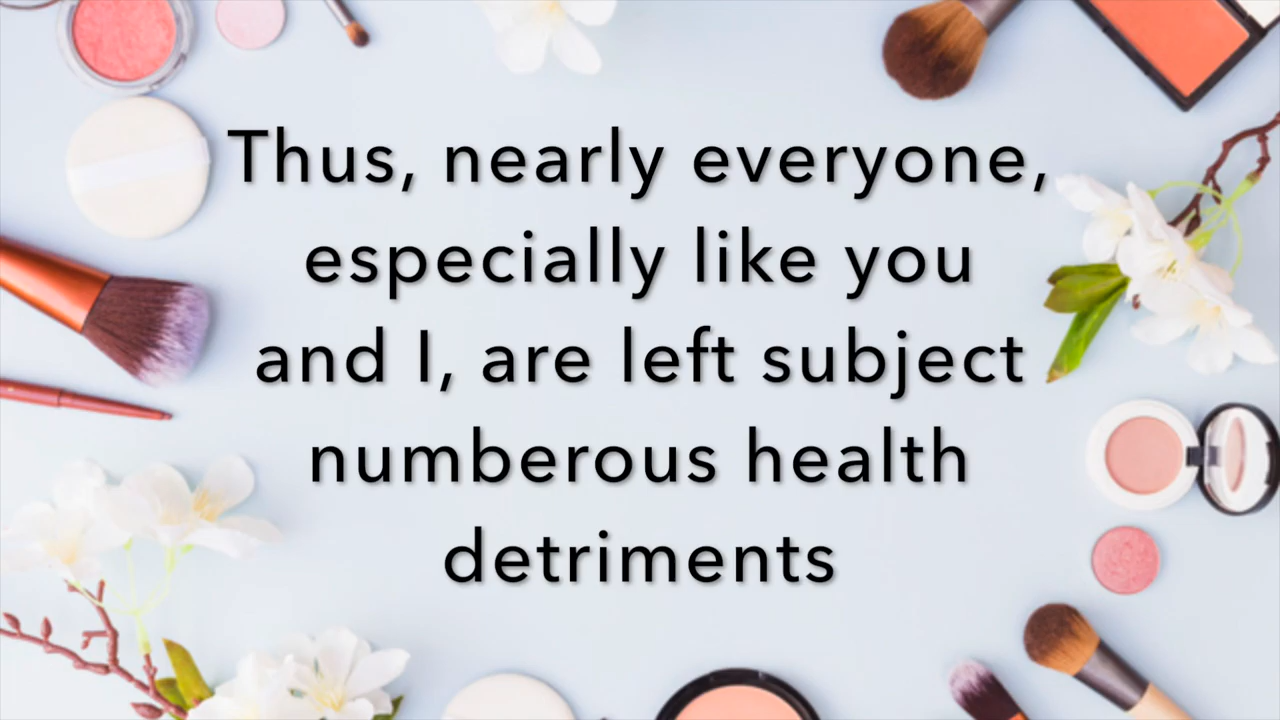 Thus, nearly everyone,
especially like you
and I, are left subject
numberous health
detriments